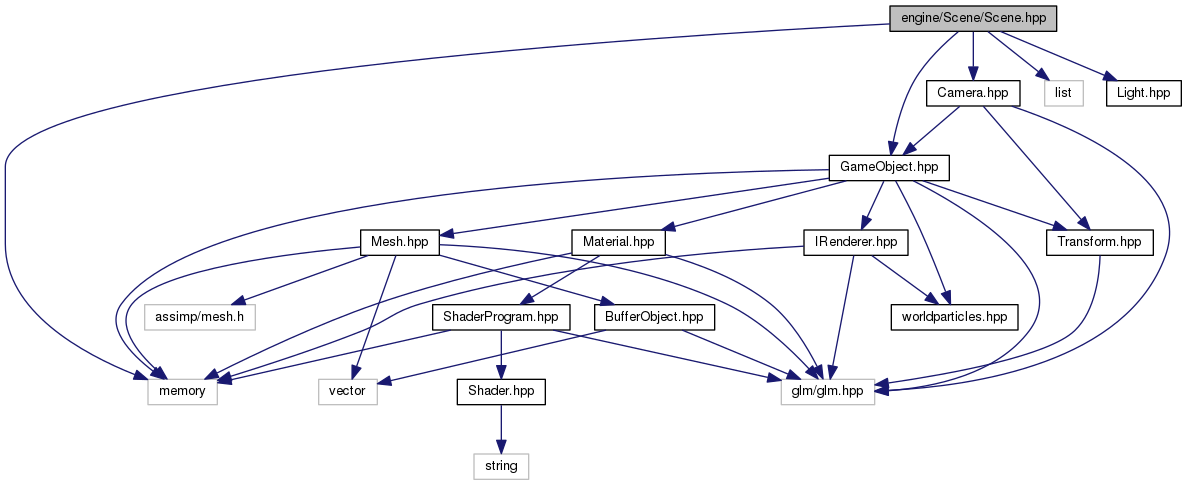 engine/Scene/Scene.hpp
Camera.hpp
list
Light.hpp
GameObject.hpp
Mesh.hpp
Material.hpp
IRenderer.hpp
Transform.hpp
assimp/mesh.h
ShaderProgram.hpp
BufferObject.hpp
worldparticles.hpp
memory
vector
Shader.hpp
glm/glm.hpp
string